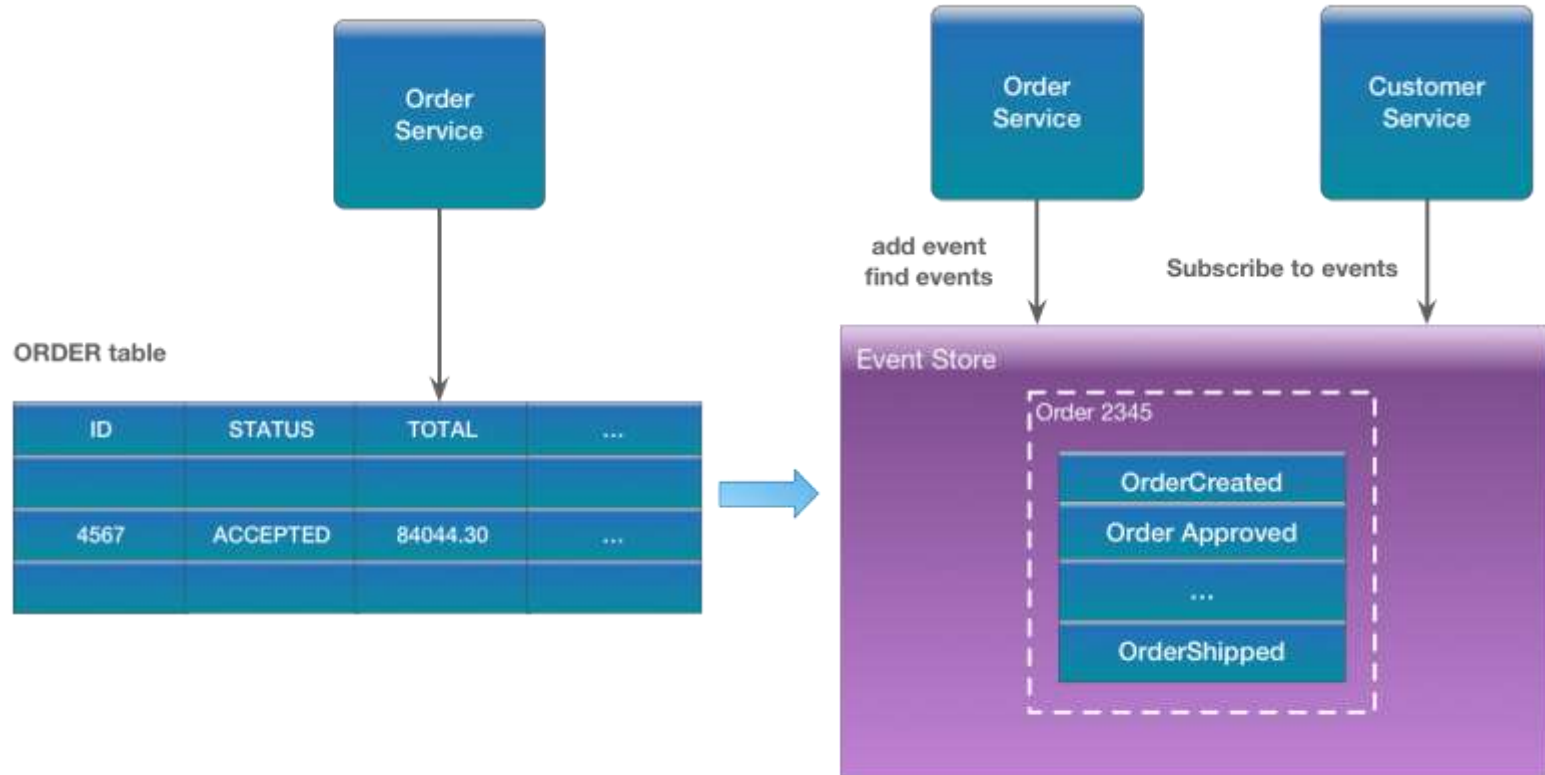 Order
Service
ORDER table
ID STATUS TOTAL ...
4567 ACCEPTED 84044.30 ...
Order
Service
Customer
Service
add event
find events
Subscribe to events
Event Store
Order 2345
OrderCreated
Order Approved
...
OrderShipped